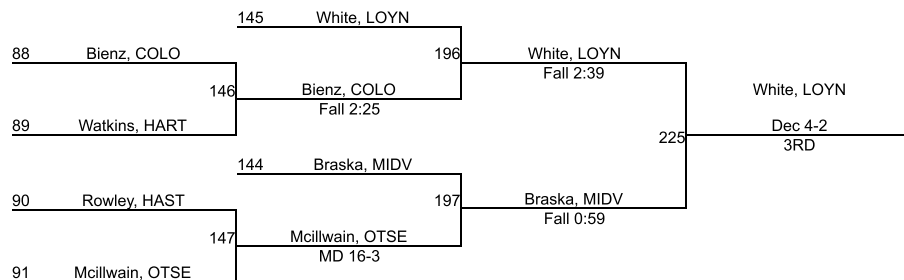 145 White, LOYN
88 Bienz, COLO
196 White, LOYN
Fall 2:39
146 Bienz, COLO
Fall 2:25
White, LOYN
89 Watkins, HART
225 Dec 4-2
3RD
144 Braska, MIDV
90 Rowley, HAST
197 Braska, MIDV
Fall 0:59
147 Mcillwain, OTSE
MD 16-3
91 Mcillwain, OTSE